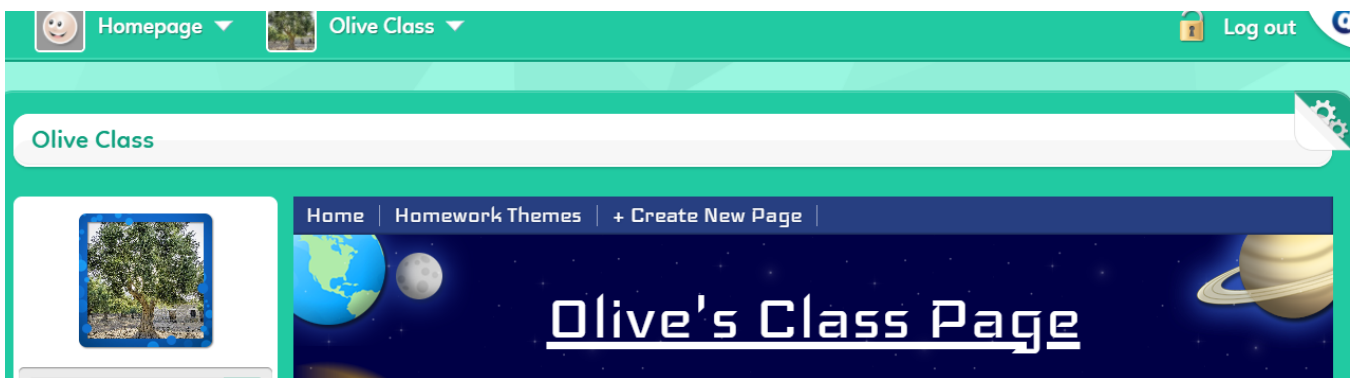 Homepage Olive Class Log out
Olive Class
Home Homework Themes + Create New Page
Olive's Class Page